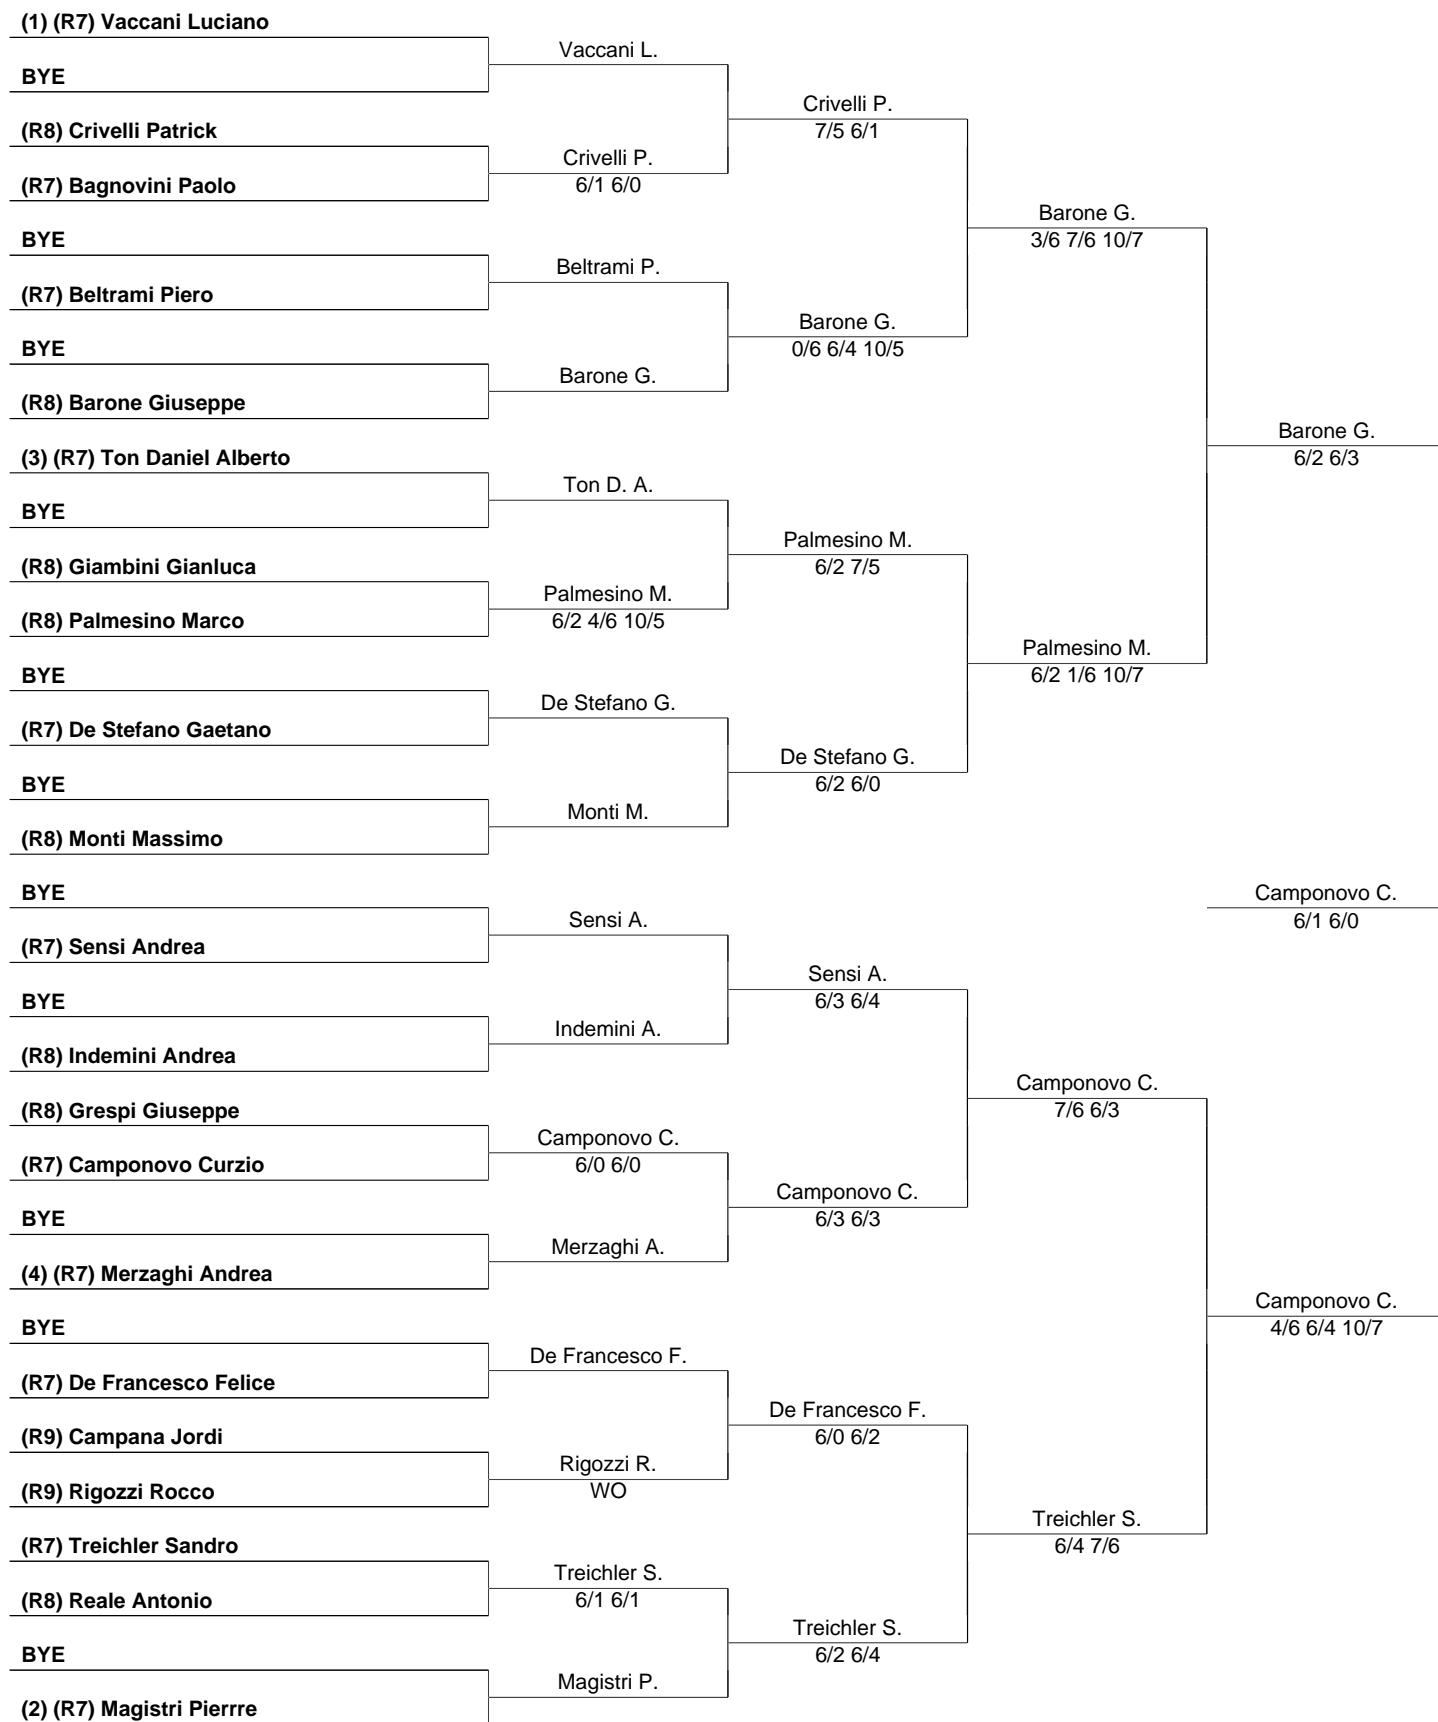 (1) (R7) Vaccani Luciano
Vaccani L.
BYE
Crivelli P.
7/5 6/1
(R8) Crivelli Patrick
Crivelli P.
6/1 6/0
(R7) Bagnovini Paolo
Barone G.
3/6 7/6 10/7
BYE
Beltrami P.
(R7) Beltrami Piero
Barone G.
0/6 6/4 10/5
BYE
Barone G.
(R8) Barone Giuseppe
Barone G.
6/2 6/3
(3) (R7) Ton Daniel Alberto
Ton D. A.
BYE
Palmesino M.
6/2 7/5
(R8) Giambini Gianluca
Palmesino M.
6/2 4/6 10/5
(R8) Palmesino Marco
Palmesino M.
6/2 1/6 10/7
BYE
De Stefano G.
(R7) De Stefano Gaetano
De Stefano G.
6/2 6/0
BYE
Monti M.
(R8) Monti Massimo
BYE
Camponovo C.
6/1 6/0
Sensi A.
(R7) Sensi Andrea
Sensi A.
6/3 6/4
BYE
Indemini A.
(R8) Indemini Andrea
Camponovo C.
7/6 6/3
(R8) Grespi Giuseppe
Camponovo C.
6/0 6/0
(R7) Camponovo Curzio
Camponovo C.
6/3 6/3
BYE
Merzaghi A.
(4) (R7) Merzaghi Andrea
Camponovo C.
4/6 6/4 10/7
BYE
De Francesco F.
(R7) De Francesco Felice
De Francesco F.
6/0 6/2
(R9) Campana Jordi
Rigozzi R.
WO
(R9) Rigozzi Rocco
Treichler S.
6/4 7/6
(R7) Treichler Sandro
Treichler S.
6/1 6/1
(R8) Reale Antonio
Treichler S.
6/2 6/4
BYE
Magistri P.
(2) (R7) Magistri Pierrre